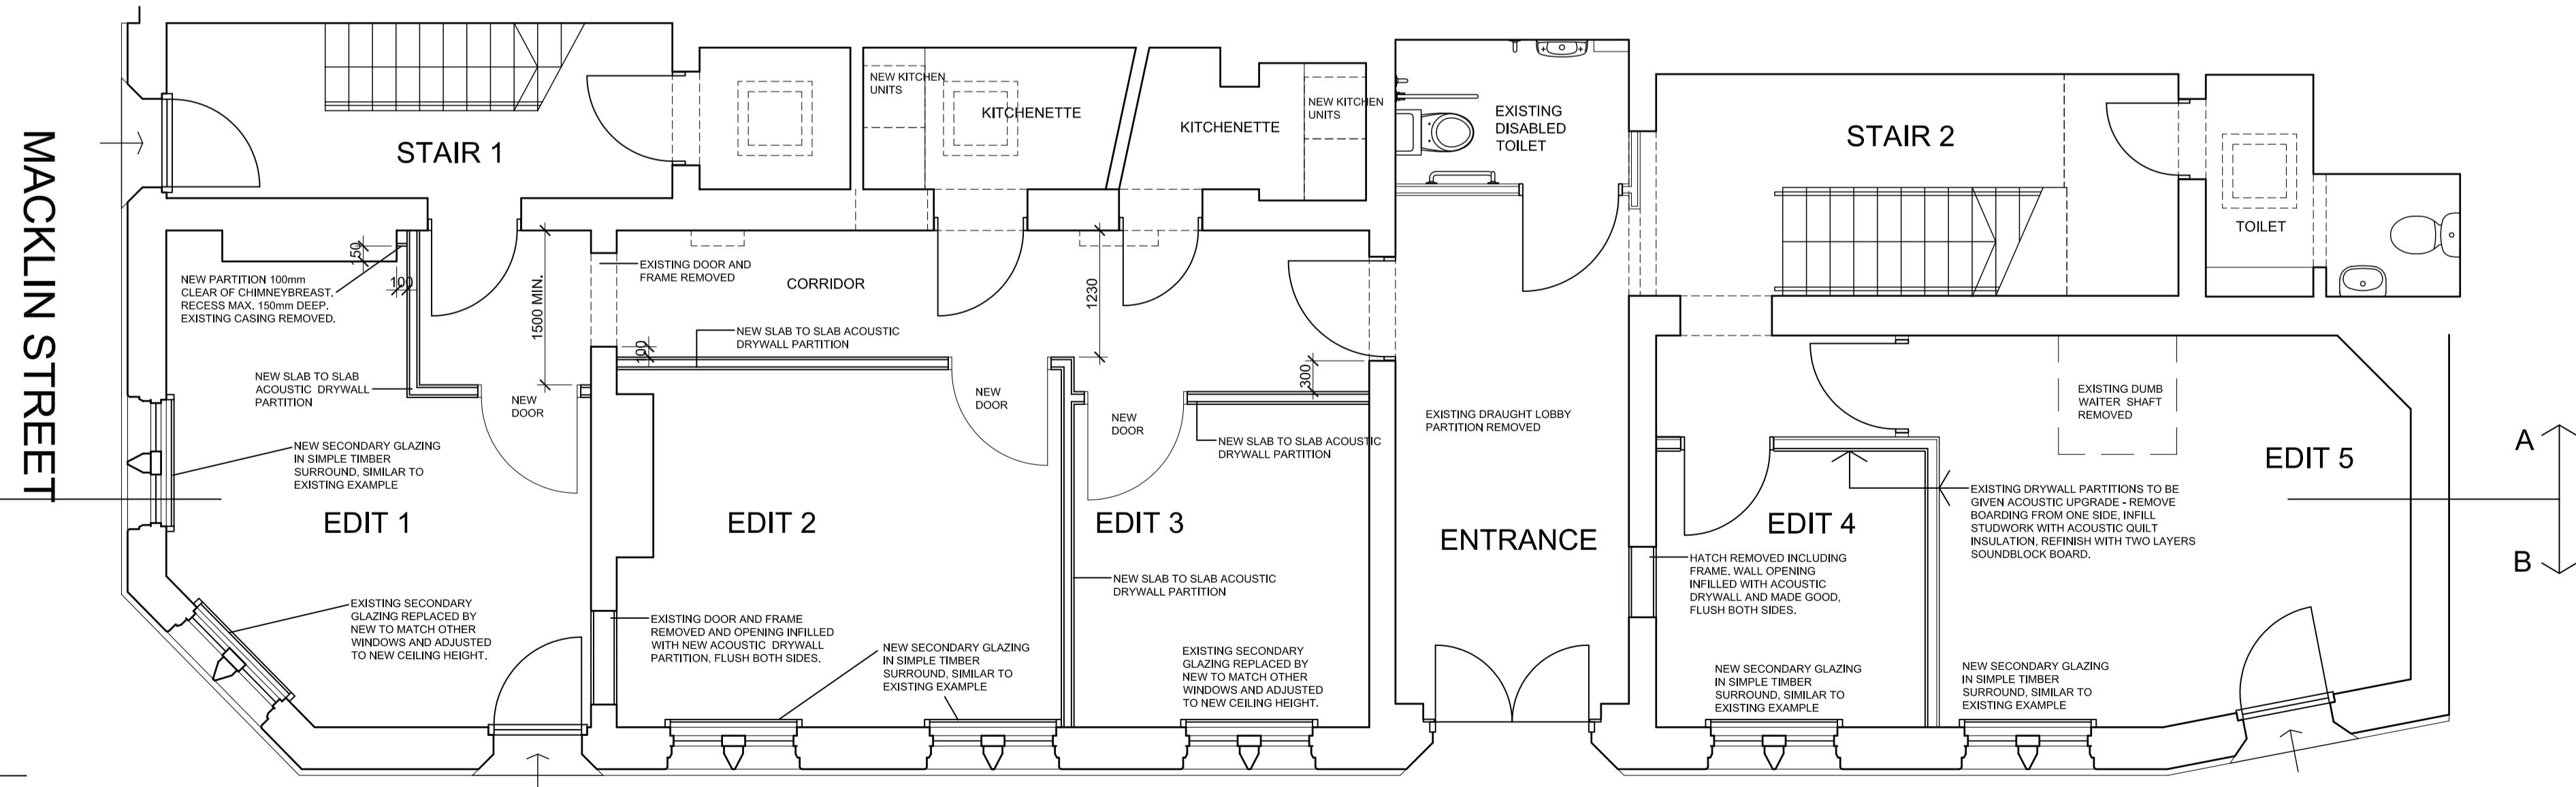 MACKLIN STREET
STAIR 1
NEW KITCHEN
UNITS
KITCHENETTE
KITCHENETTE
NEW KITCHEN
UNITS
EXISTING
DISABLED
TOILET
STAIR 2
TOILET
150
100
NEW PARTITION 100mm
CLEAR OF CHIMNEYBREAST.
RECESS MAX. 150mm DEEP.
EXISTING CASING REMOVED.
1500 MIN.
EXISTING DOOR AND
FRAME REMOVED
CORRIDOR
1230
NEW SLAB TO SLAB ACOUSTIC
DRYWALL PARTITION
100
300
NEW SLAB TO SLAB
ACOUSTIC DRYWALL
PARTITION
NEW
DOOR
NEW
DOOR
NEW
DOOR
NEW SLAB TO SLAB ACOUSTIC
DRYWALL PARTITION
EXISTING DRAUGHT LOBBY
PARTITION REMOVED
EXISTING DUMB
WAITER SHAFT
REMOVED
NEW SECONDARY GLAZING
IN SIMPLE TIMBER
SURROUND, SIMILAR TO
EXISTING EXAMPLE
EDIT 1
EDIT 2
EDIT 3
ENTRANCE
EDIT 4
EDIT 5
A
B
EXISTING DRYWALL PARTITIONS TO BE
GIVEN ACOUSTIC UPGRADE - REMOVE
BOARDING FROM ONE SIDE, INFILL
STUDWORK WITH ACOUSTIC QUILT
INSULATION, REFINISH WITH TWO LAYERS
SOUNDBLOCK BOARD.
HATCH REMOVED INCLUDING
FRAME. WALL OPENING
INFILLED WITH ACOUSTIC
DRYWALL AND MADE GOOD,
FLUSH BOTH SIDES.
NEW SLAB TO SLAB ACOUSTIC
DRYWALL PARTITION
EXISTING SECONDARY
GLAZING REPLACED BY
NEW TO MATCH OTHER
WINDOWS AND ADJUSTED
TO NEW CEILING HEIGHT.
EXISTING DOOR AND FRAME
REMOVED AND OPENING INFILLED
WITH NEW ACOUSTIC DRYWALL
PARTITION, FLUSH BOTH SIDES.
NEW SECONDARY GLAZING
IN SIMPLE TIMBER
SURROUND, SIMILAR TO
EXISTING EXAMPLE
EXISTING SECONDARY
GLAZING REPLACED BY
NEW TO MATCH OTHER
WINDOWS AND ADJUSTED
TO NEW CEILING HEIGHT.
NEW SECONDARY GLAZING
IN SIMPLE TIMBER
SURROUND, SIMILAR TO
EXISTING EXAMPLE
NEW SECONDARY GLAZING
IN SIMPLE TIMBER
SURROUND, SIMILAR TO
EXISTING EXAMPLE